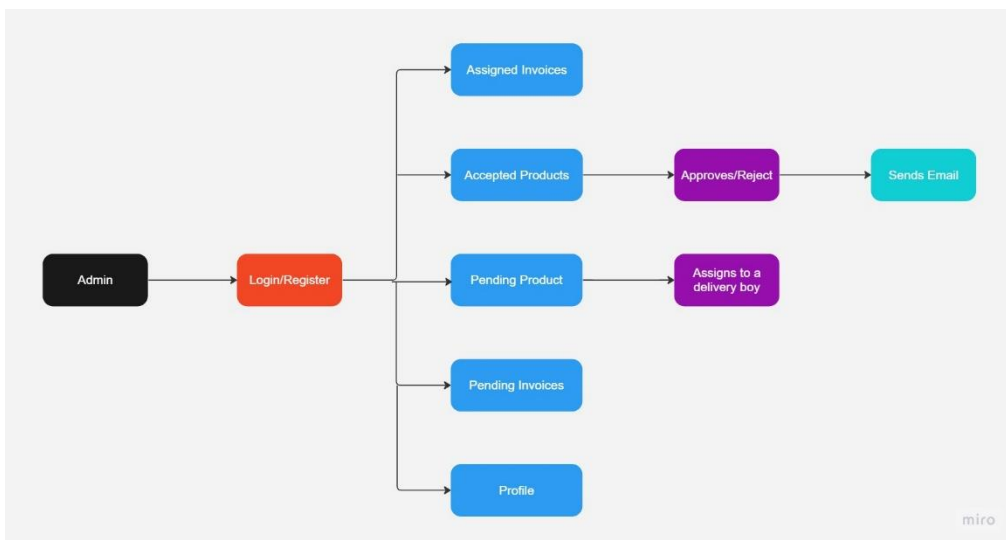 Assigned Invoices
Accepted Products
Approves/Reject
Sends Email
Admin
Login/Register
Pending Product
Assigns to a
delivery boy
Pending Invoices
Profile
miro